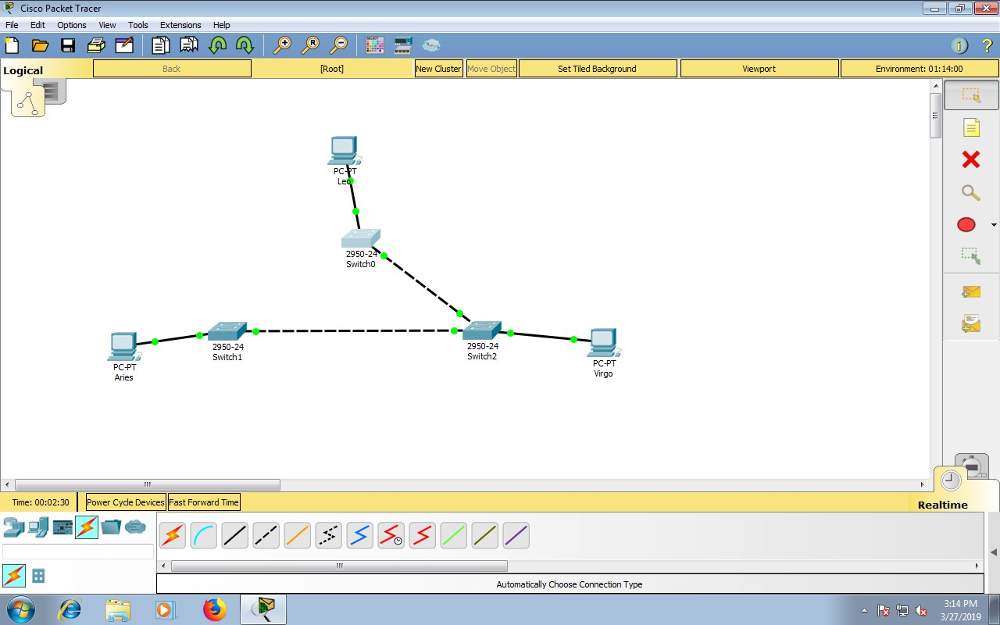 Cisco Packet Tracer
File Edit Options View Tools Extensions Help
Logical
Back
[Root]
New Cluster
Move Object
Set Tiled Background
Viewport
Environment: 01:14:00
PC-PT
Leo
2950-24
Switch0
2950-24
Switch1
2950-24
Switch2
PC-PT
Aries
PC-PT
Virgo
Time: 00:02:30
Power Cycle Devices
Fast Forward Time
Realtime
Automatically Choose Connection Type
3:14 PM
3/27/2019